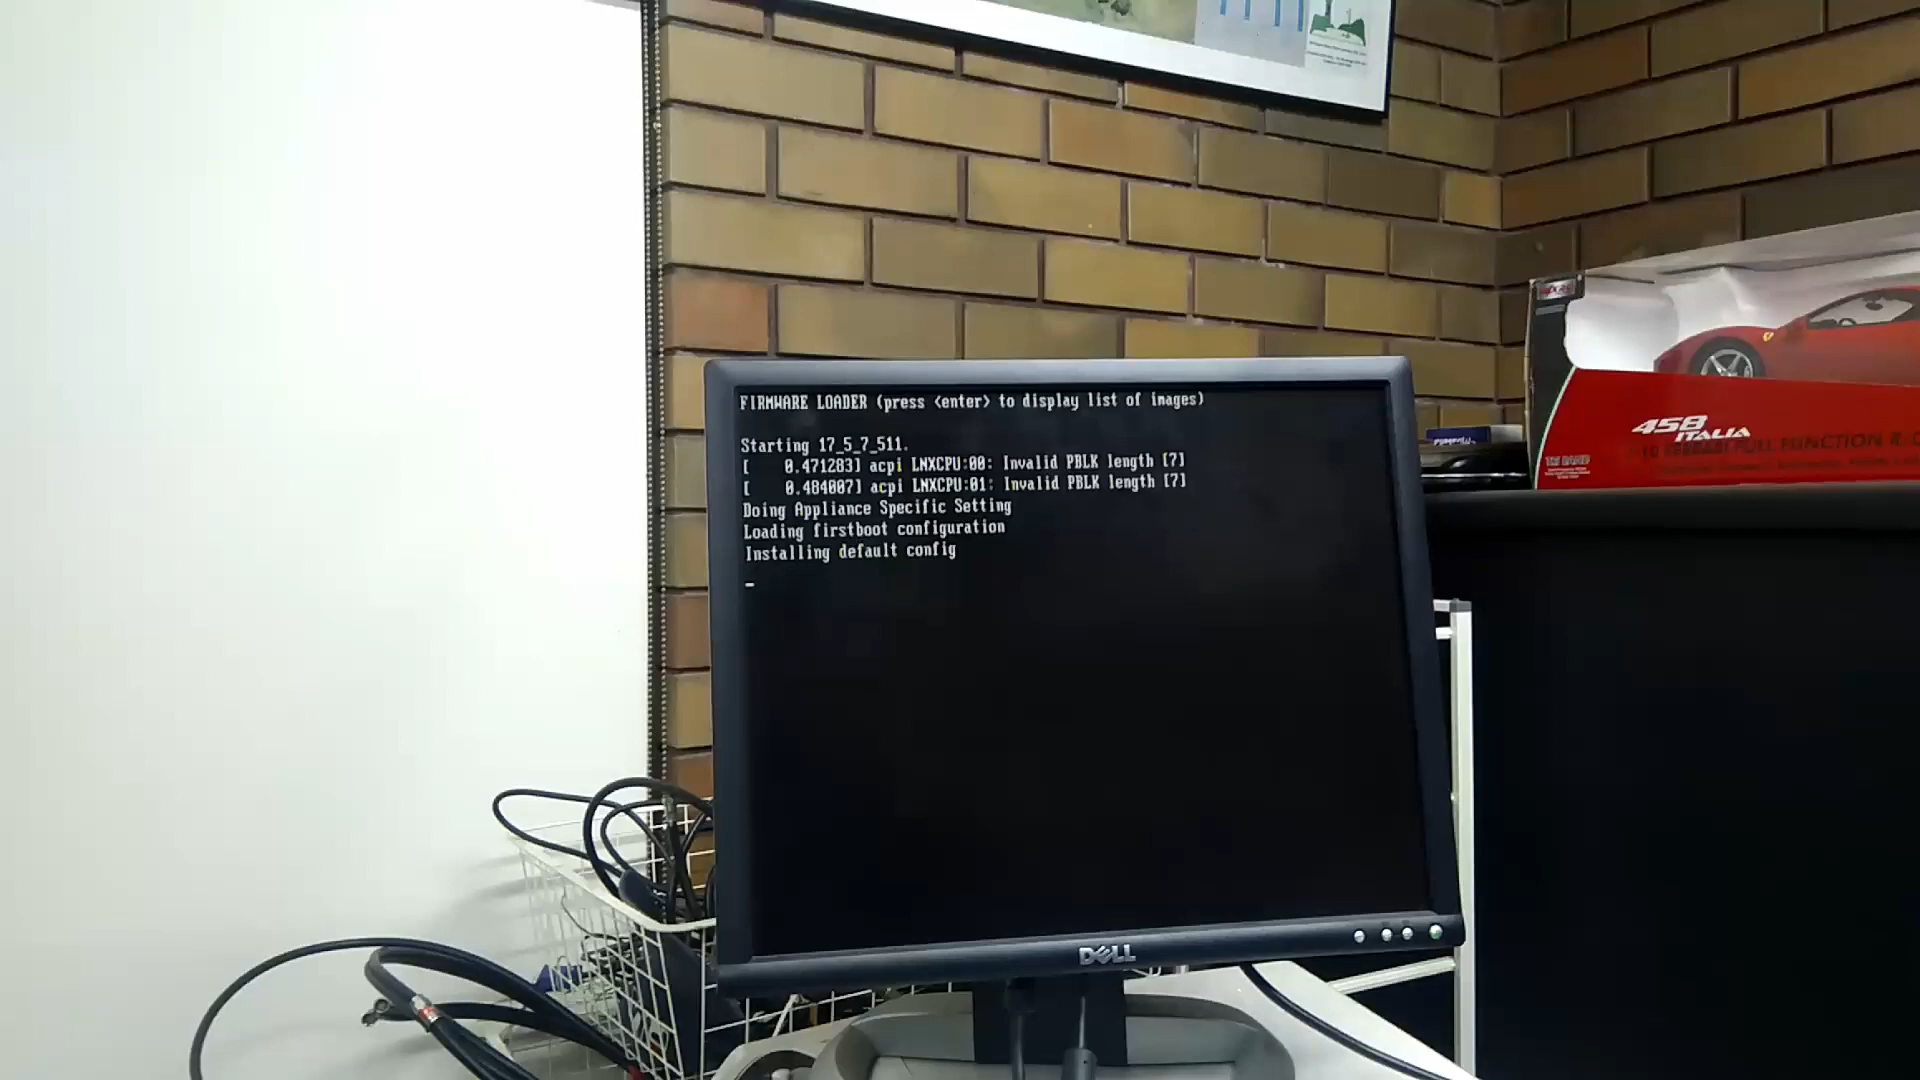 FIRMWARE LOADER (press <enter> to display list of images)
Starting 17_5_7_511.
[    0.471283] acpi LNXCPU:00: Invalid PBLK length [7]
[    0.484007] acpi LNXCPU:01: Invalid PBLK length [7]
Doing Appliance Specific Setting
Loading firstboot configuration
Installing default config
_
DELL
458
ITALIA
FULL FUNCTION R